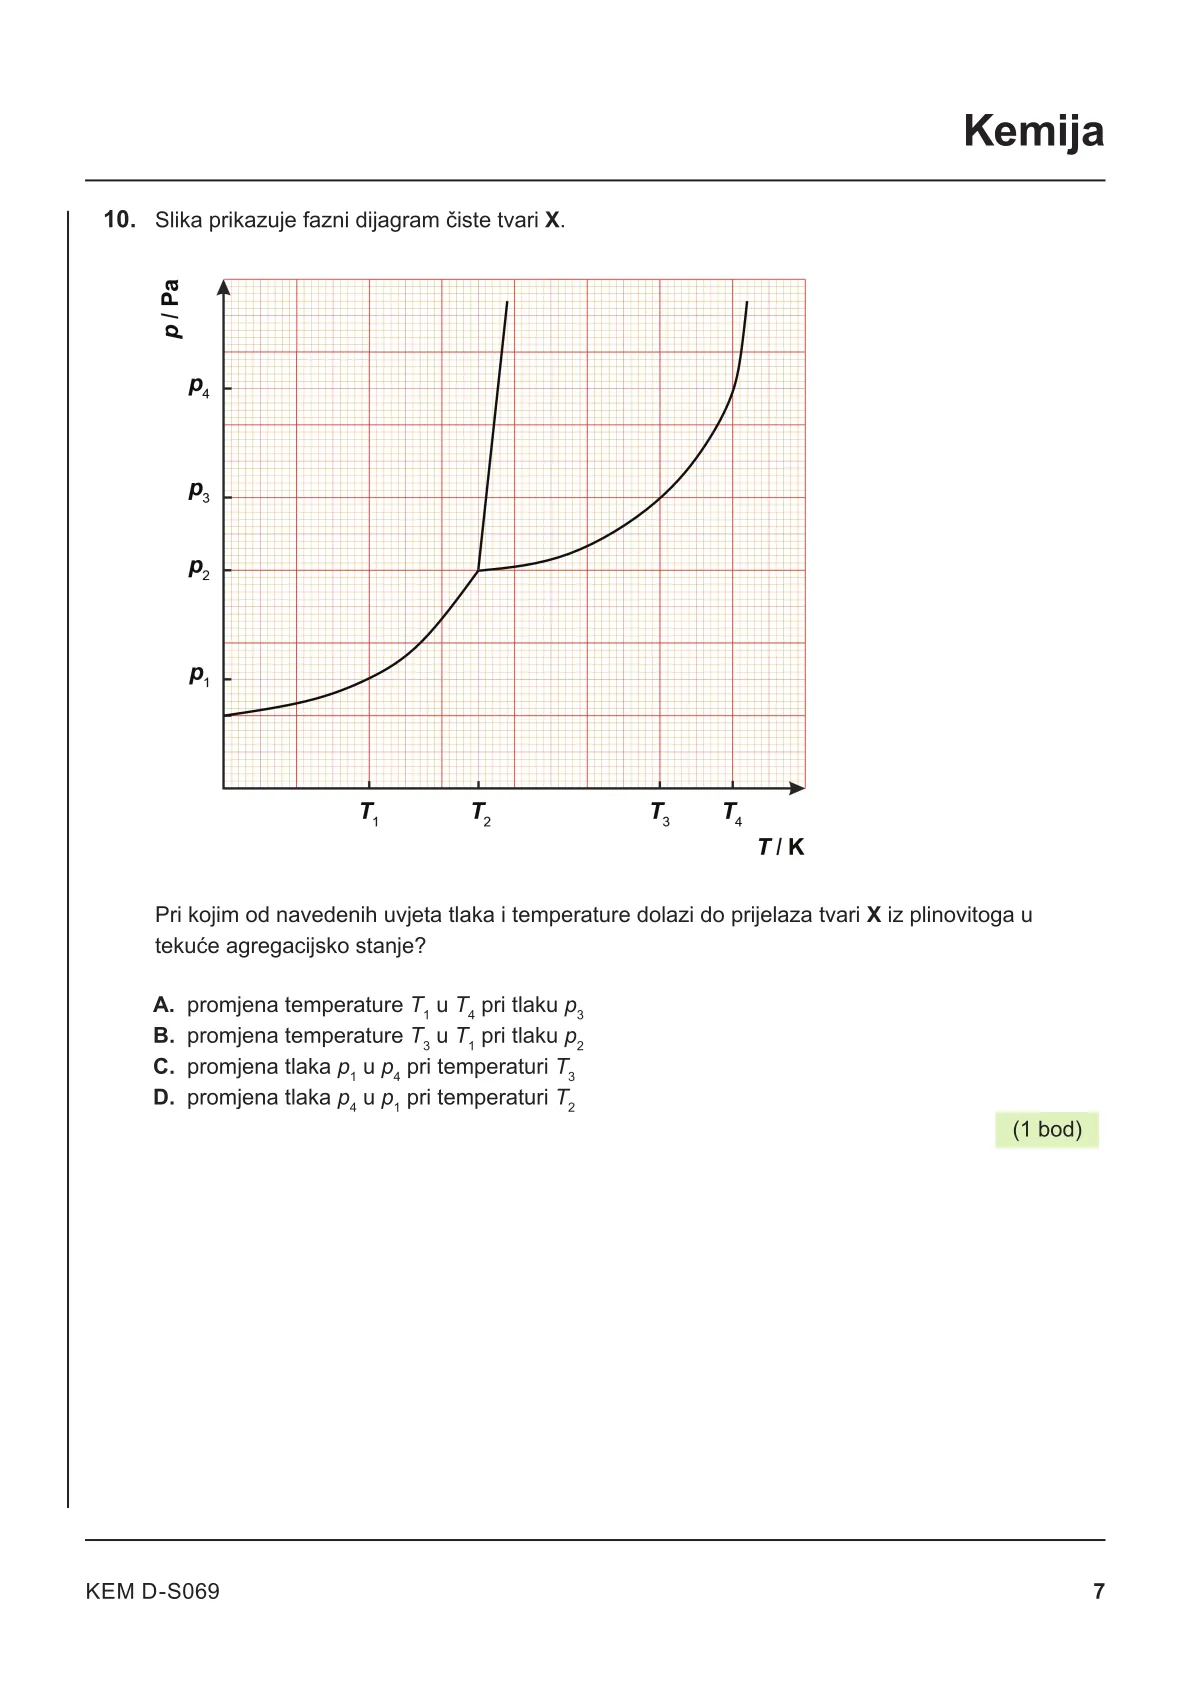 Kemija
10. Slika prikazuje fazni dijagram čiste tvari X.
p / Pa
p4
p3
p2
p1
T1 T2 T3 T4
T / K
Pri kojim od navedenih uvjeta tlaka i temperature dolazi do prijelaza tvari X iz plinovitoga u
tekuće agregacijsko stanje?
A. promjena temperature T1 u T4 pri tlaku p3
B. promjena temperature T3 u T1 pri tlaku p2
C. promjena tlaka p1 u p4 pri temperaturi T3
D. promjena tlaka p4 u p1 pri temperaturi T2
(1 bod)
KEM D-S069
7